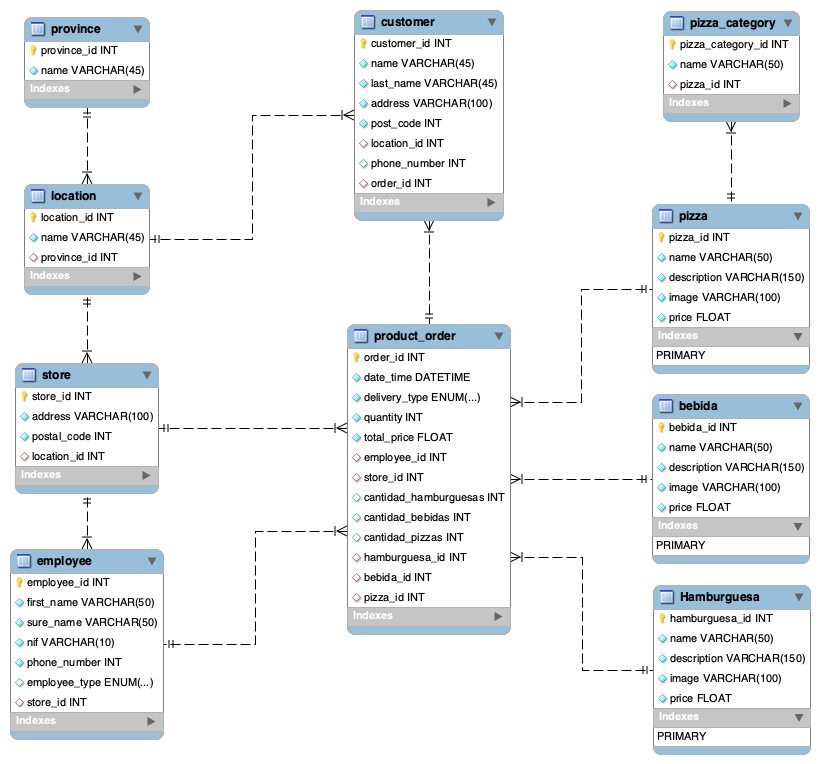 province
province_id INT
name VARCHAR(45)
Indexes
location
location_id INT
name VARCHAR(45)
province_id INT
Indexes
store
store_id INT
address VARCHAR(100)
postal_code INT
location_id INT
Indexes
employee
employee_id INT
first_name VARCHAR(50)
sure_name VARCHAR(50)
nif VARCHAR(10)
phone_number INT
employee_type ENUM(...)
store_id INT
Indexes
customer
customer_id INT
name VARCHAR(45)
last_name VARCHAR(45)
address VARCHAR(100)
post_code INT
location_id INT
phone_number INT
order_id INT
Indexes
product_order
order_id INT
date_time DATETIME
delivery_type ENUM(...)
quantity INT
total_price FLOAT
employee_id INT
store_id INT
cantidad_hamburguesas INT
cantidad_bebidas INT
cantidad_pizzas INT
hamburguesa_id INT
bebida_id INT
pizza_id INT
Indexes
pizza_category
pizza_category_id INT
name VARCHAR(50)
pizza_id INT
Indexes
pizza
pizza_id INT
name VARCHAR(50)
description VARCHAR(150)
image VARCHAR(100)
price FLOAT
Indexes
PRIMARY
bebida
bebida_id INT
name VARCHAR(50)
description VARCHAR(150)
image VARCHAR(100)
price FLOAT
Indexes
PRIMARY
Hamburguesa
hamburguesa_id INT
name VARCHAR(50)
description VARCHAR(150)
image VARCHAR(100)
price FLOAT
Indexes
PRIMARY